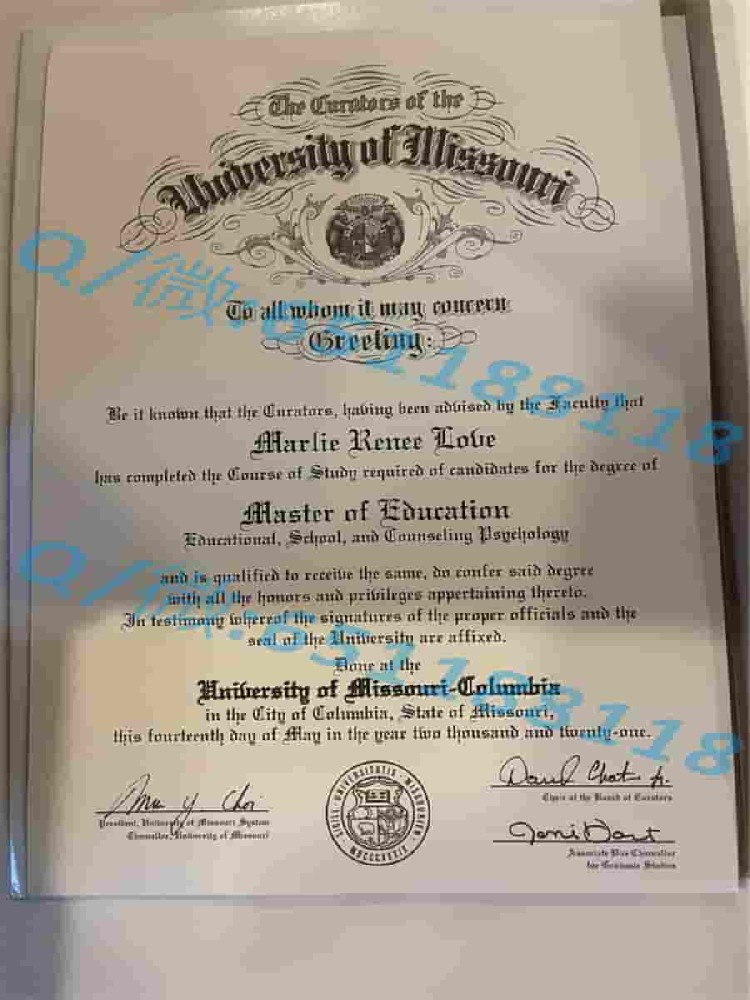 The Curators of the
University of Missouri
To all whom it may concern
Greeting:
Be it known that the Curators, having been advised by the Faculty that
Marlie Renee Love
has completed the Course of Study required of candidates for the degree of
Master of Education
Educational, School, and Counseling Psychology
and is qualified to receive the same, do confer said degree
with all the honors and privileges appertaining thereto.
In testimony whereof the signatures of the proper officials and the
seal of the University are affixed.
Done at the
University of Missouri-Columbia
in the City of Columbia, State of Missouri,
this fourteenth day of May in the year two thousand and twenty-one.
President, University of Missouri System
Chancellor, University of Missouri
Chair of the Board of Curators
Associate Vice Chancellor
for Graduate Studies
Q/微: